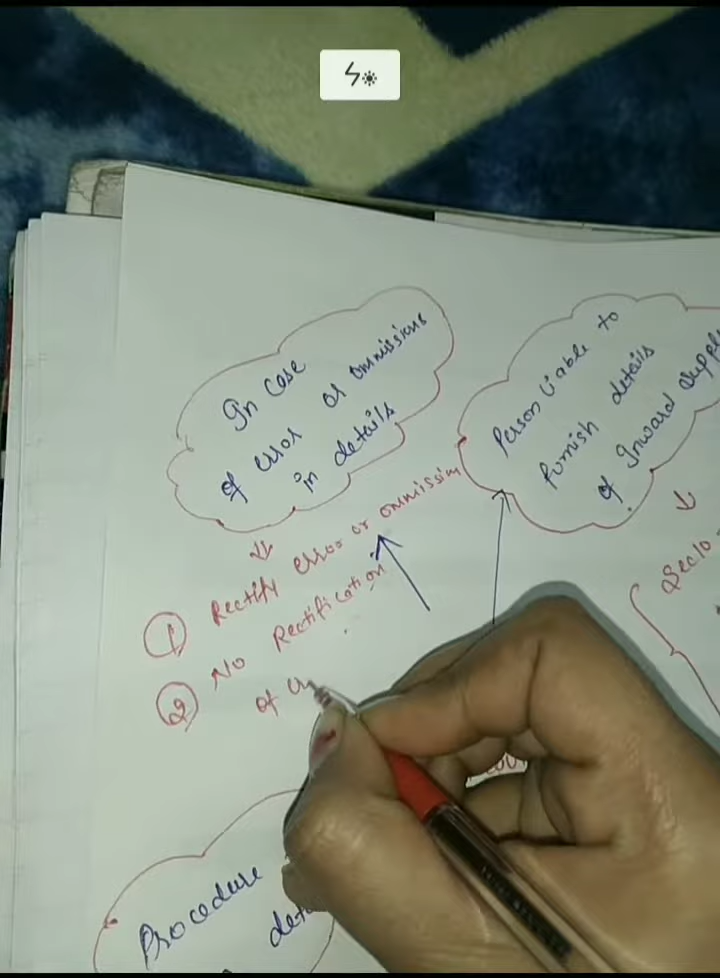 In case
of error or ommissions
in details
① Rectify error or ommission
② No Rectification
of
Person liable to
furnish details
of Inward
Procedure